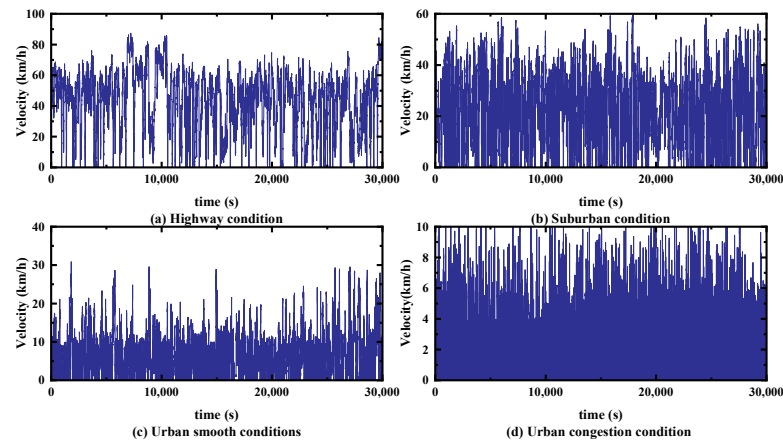 100
80
60
40
20
0
Velocity (km/h)
0 10,000 20,000 30,000
time (s)
(a) Highway condition
60
40
20
0
Velocity (km/h)
0 10,000 20,000 30,000
time (s)
(b) Suburban condition
40
30
20
10
0
Velocity (km/h)
0 10,000 20,000 30,000
time (s)
(c) Urban smooth conditions
10
8
6
4
2
0
Velocity(km/h)
0 10,000 20,000 30,000
time (s)
(d) Urban congestion condition